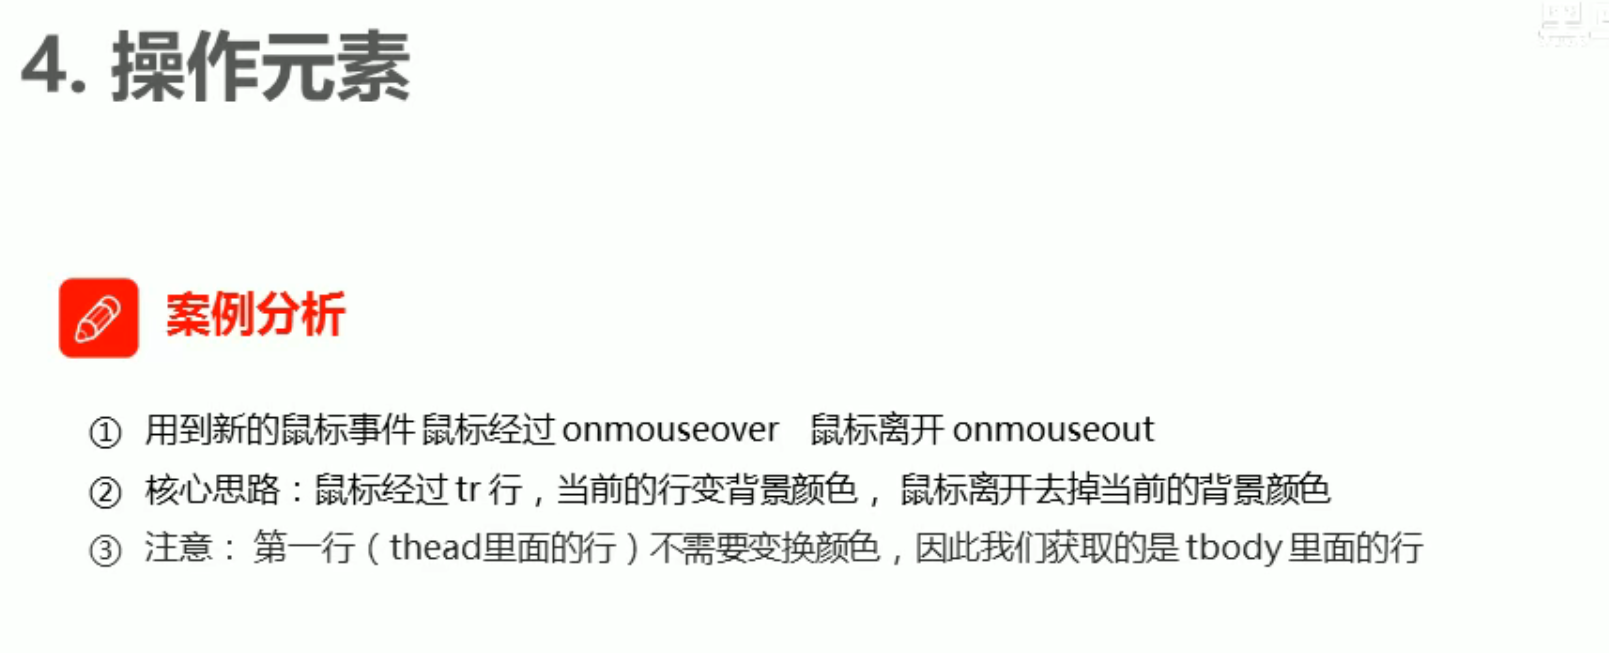 4. 操作元素
案例分析
① 用到新的鼠标事件 鼠标经过 onmouseover 鼠标离开 onmouseout
② 核心思路：鼠标经过 tr 行，当前的行变背景颜色， 鼠标离开去掉当前的背景颜色
③ 注意： 第一行（thead里面的行）不需要变换颜色，因此我们获取的是 tbody 里面的行